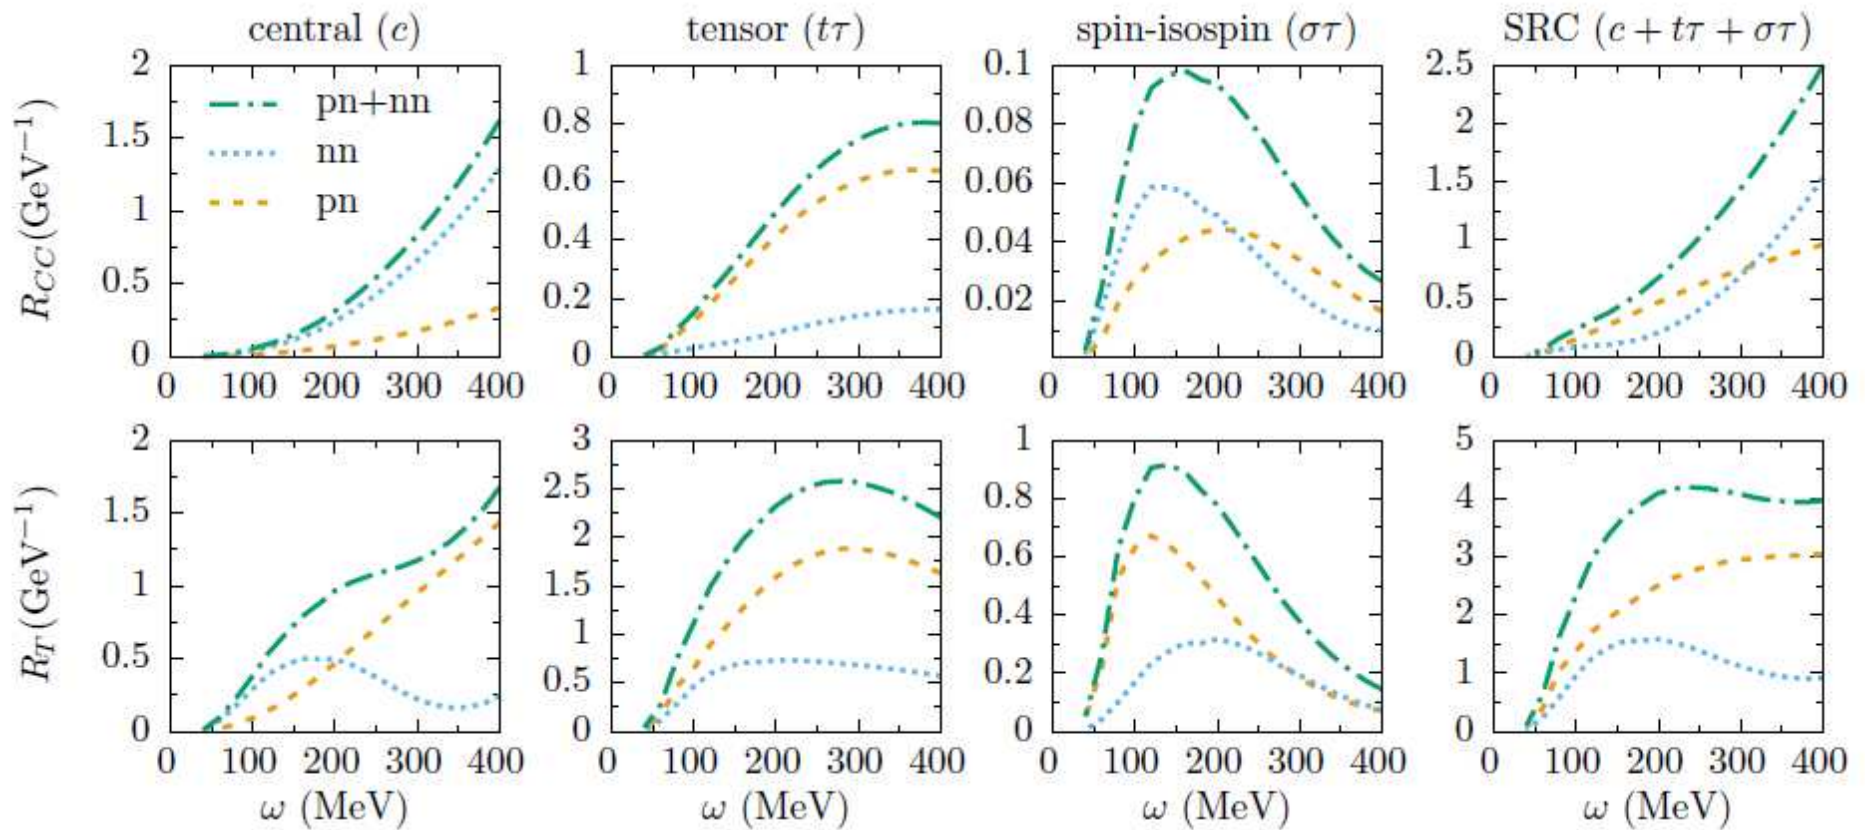 central (c) tensor (tτ) spin-isospin (στ) SRC (c + tτ + στ)
R_{CC}(GeV^{−1})
2
1.5
1
0.5
0
0 100 200 300 400
pn+nn
nn
pn
1
0.8
0.6
0.4
0.2
0
0 100 200 300 400
0.1
0.08
0.06
0.04
0.02
0 100 200 300 400
2.5
2
1.5
1
0.5
0
0 100 200 300 400
R_T(GeV^{−1})
2
1.5
1
0.5
0
0 100 200 300 400
ω (MeV)
3
2.5
2
1.5
1
0.5
0
0 100 200 300 400
ω (MeV)
1
0.8
0.6
0.4
0.2
0
0 100 200 300 400
ω (MeV)
5
4
3
2
1
0
0 100 200 300 400
ω (MeV)